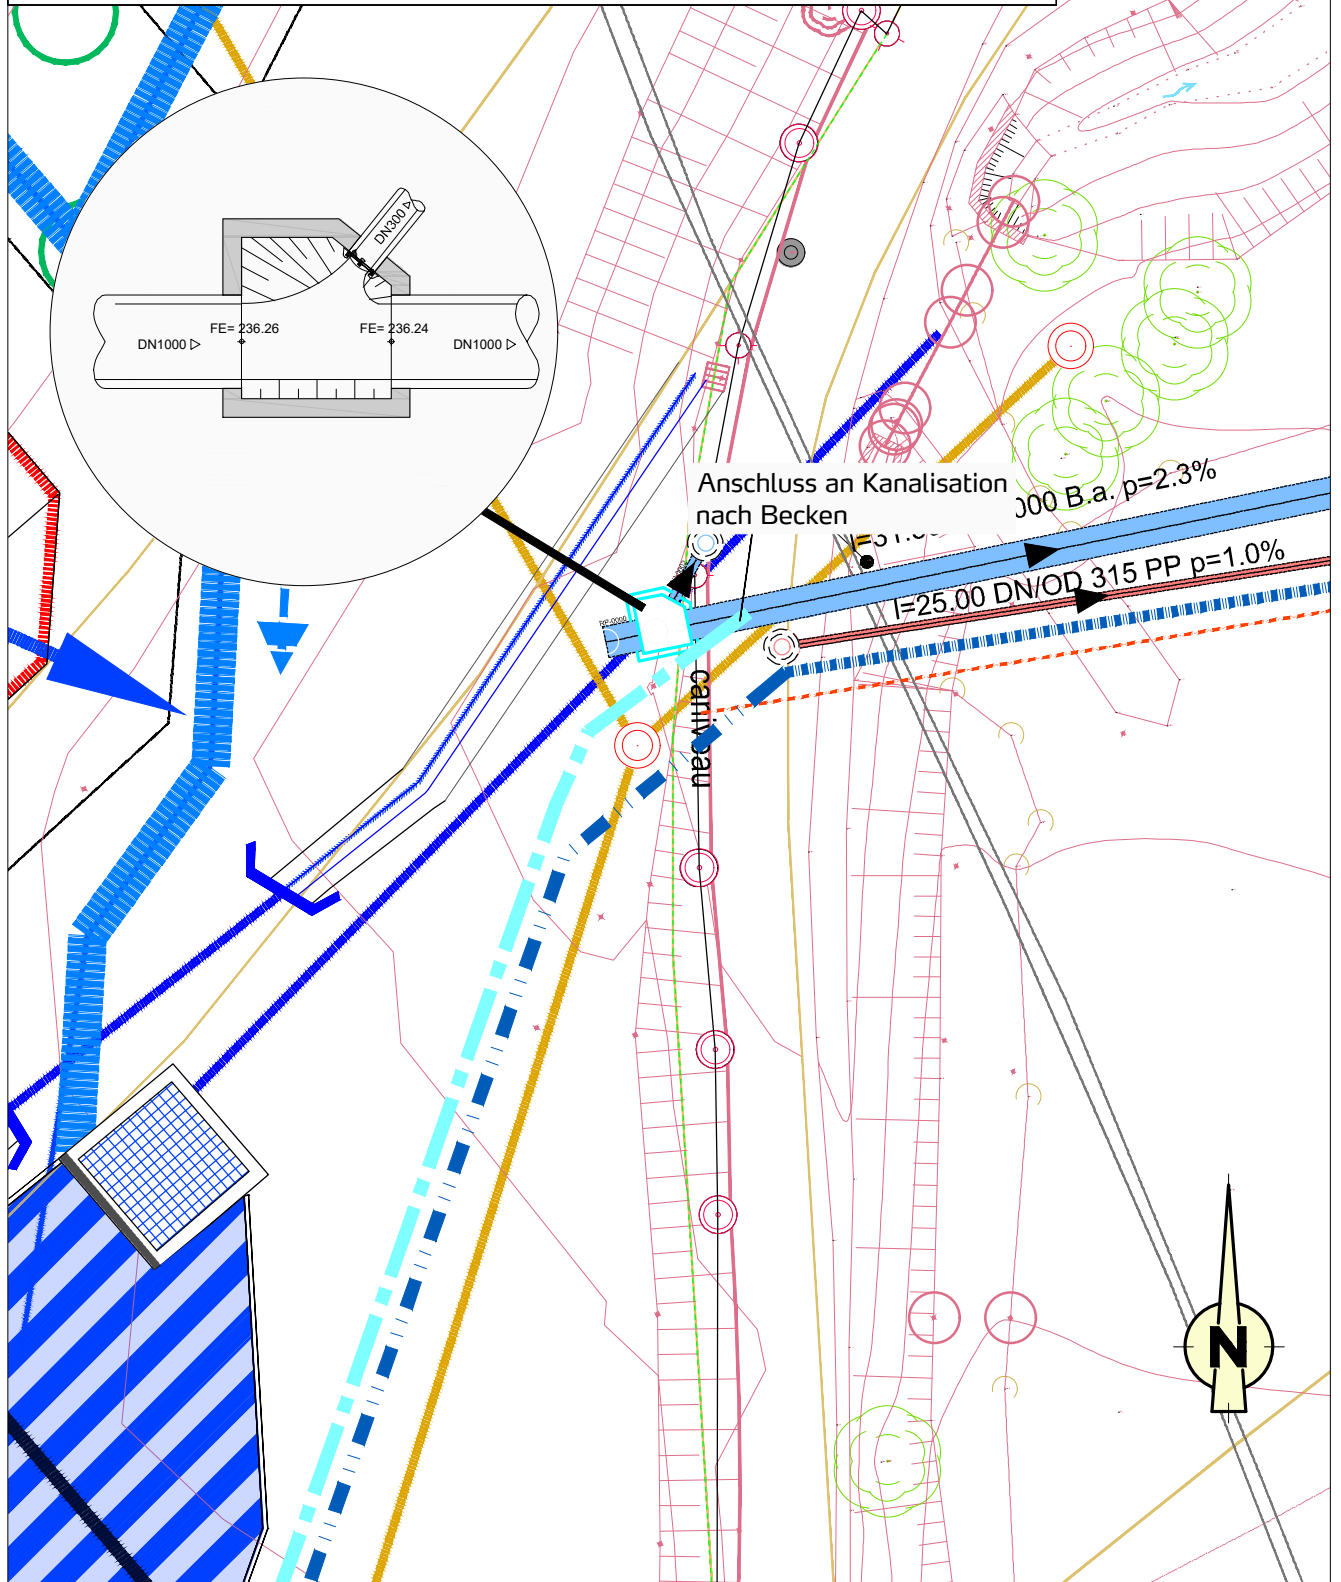 DN300
FE= 236.26
FE= 236.24
DN1000
DN1000
Anschluss an Kanalisation
nach Becken
000 B.a. p=2.3%
l=25.00 DN/OD 315 PP p=1.0%
caniveau
N